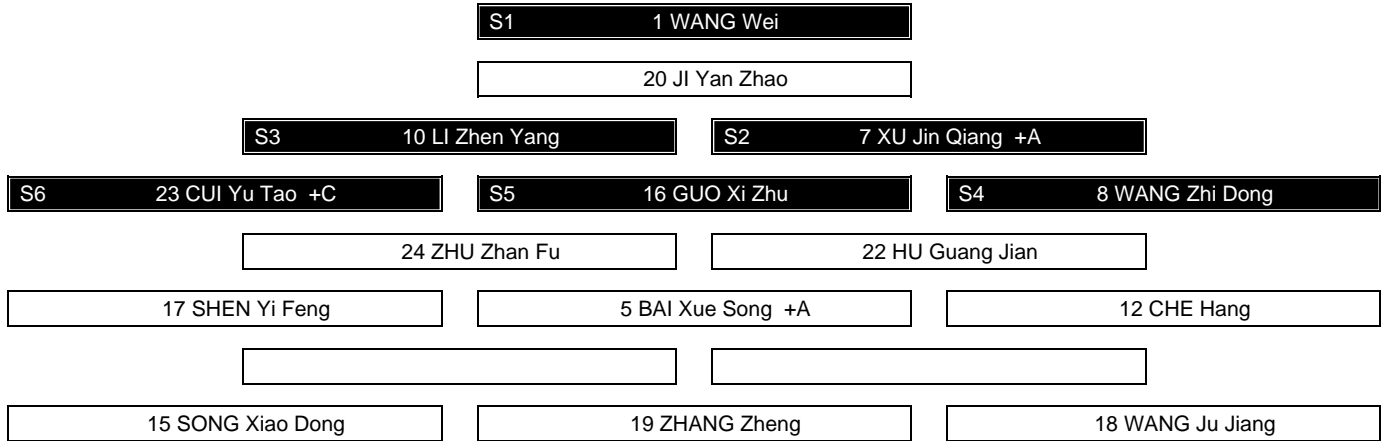 S1 1 WANG Wei
20 JI Yan Zhao
S3 10 LI Zhen Yang S2 7 XU Jin Qiang +A
S6 23 CUI Yu Tao +C S5 16 GUO Xi Zhu S4 8 WANG Zhi Dong
24 ZHU Zhan Fu 22 HU Guang Jian
17 SHEN Yi Feng 5 BAI Xue Song +A 12 CHE Hang
15 SONG Xiao Dong 19 ZHANG Zheng 18 WANG Ju Jiang